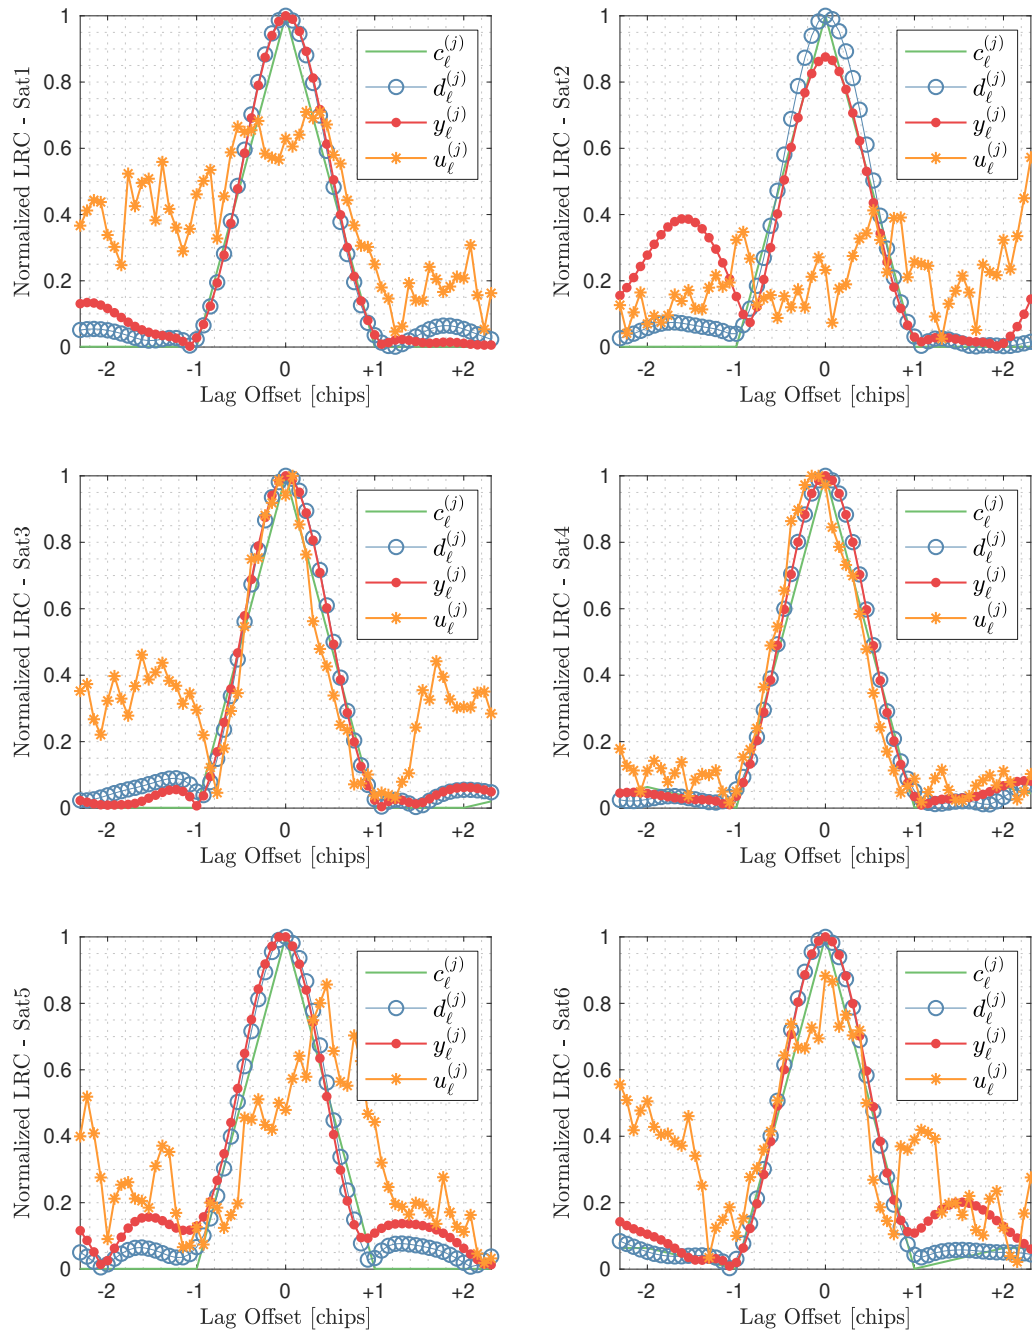 Normalized LRC - Sat1
1
0.8
0.6
0.4
0.2
0
-2 -1 0 +1 +2
Lag Offset [chips]
c_ℓ^(j)
d_ℓ^(j)
y_ℓ^(j)
u_ℓ^(j)
Normalized LRC - Sat2
1
0.8
0.6
0.4
0.2
0
-2 -1 0 +1 +2
Lag Offset [chips]
c_ℓ^(j)
d_ℓ^(j)
y_ℓ^(j)
u_ℓ^(j)
Normalized LRC - Sat3
1
0.8
0.6
0.4
0.2
0
-2 -1 0 +1 +2
Lag Offset [chips]
c_ℓ^(j)
d_ℓ^(j)
y_ℓ^(j)
u_ℓ^(j)
Normalized LRC - Sat4
1
0.8
0.6
0.4
0.2
0
-2 -1 0 +1 +2
Lag Offset [chips]
c_ℓ^(j)
d_ℓ^(j)
y_ℓ^(j)
u_ℓ^(j)
Normalized LRC - Sat5
1
0.8
0.6
0.4
0.2
0
-2 -1 0 +1 +2
Lag Offset [chips]
c_ℓ^(j)
d_ℓ^(j)
y_ℓ^(j)
u_ℓ^(j)
Normalized LRC - Sat6
1
0.8
0.6
0.4
0.2
0
-2 -1 0 +1 +2
Lag Offset [chips]
c_ℓ^(j)
d_ℓ^(j)
y_ℓ^(j)
u_ℓ^(j)